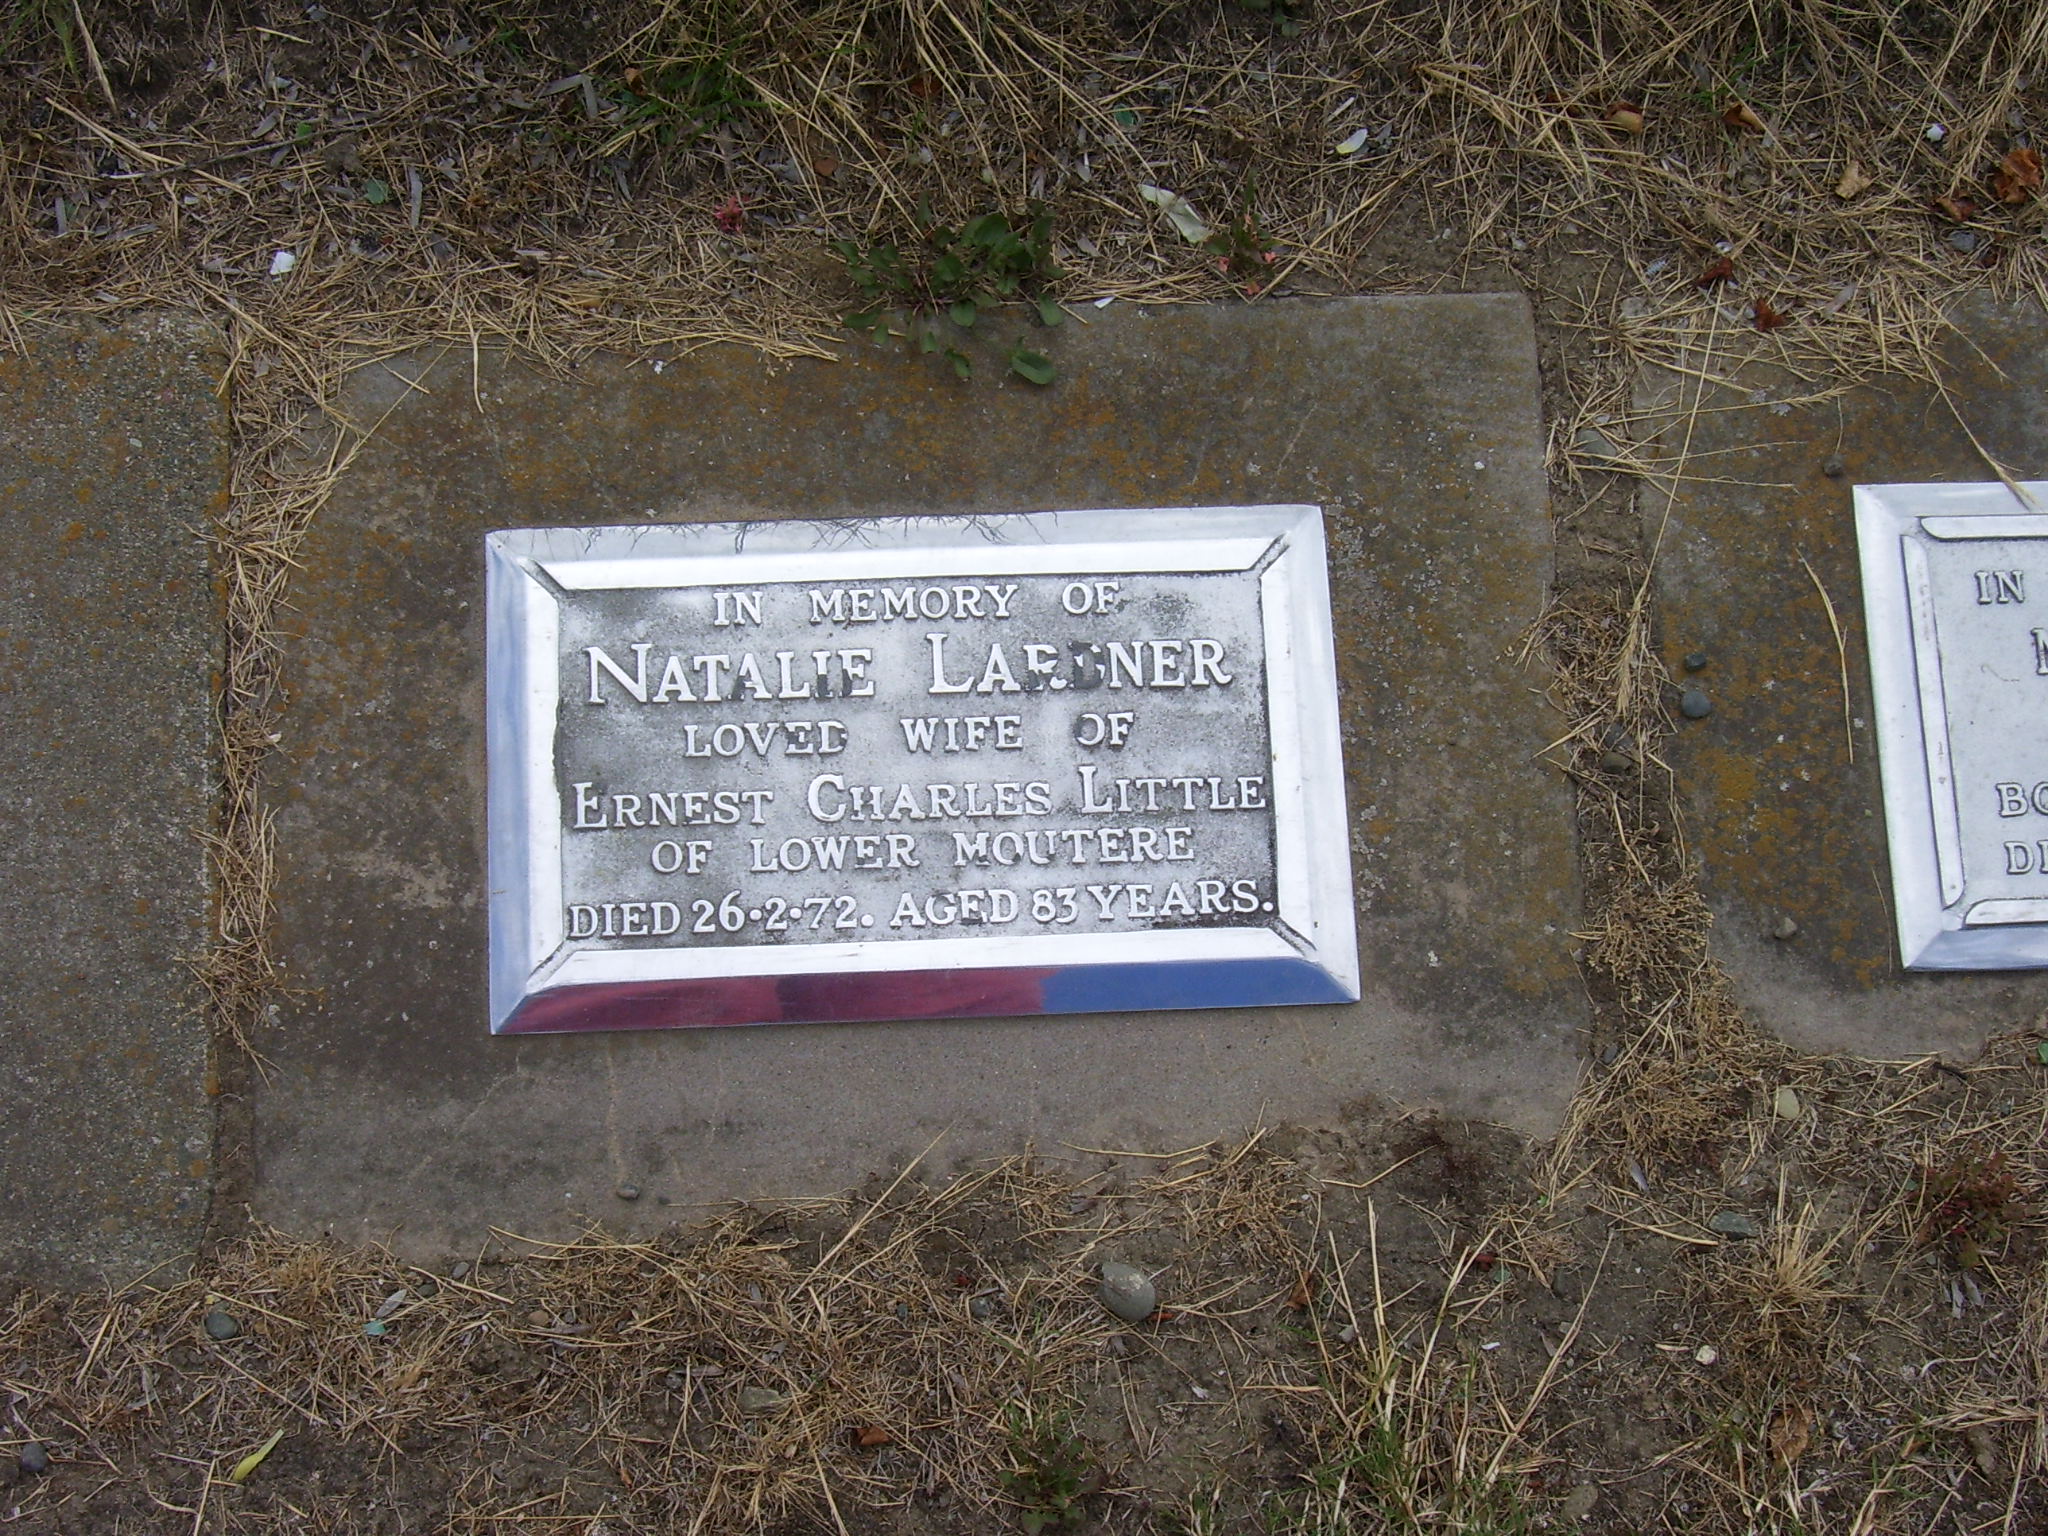 IN MEMORY OF
NATALIE LARDNER
LOVED WIFE OF
ERNEST CHARLES LITTLE
OF LOWER MOUTERE
DIED 26·2·72. AGED 83 YEARS.
IN